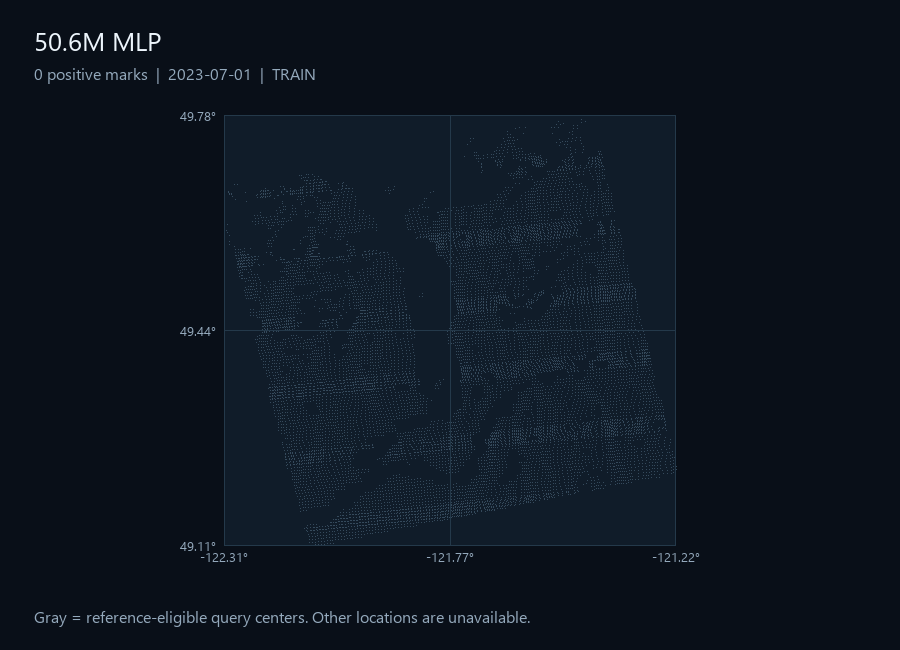 50.6M MLP
0 positive marks | 2023-07-01 | TRAIN
49.78°
49.44°
49.11°
-122.31°
-121.77°
-121.22°
Gray = reference-eligible query centers. Other locations are unavailable.